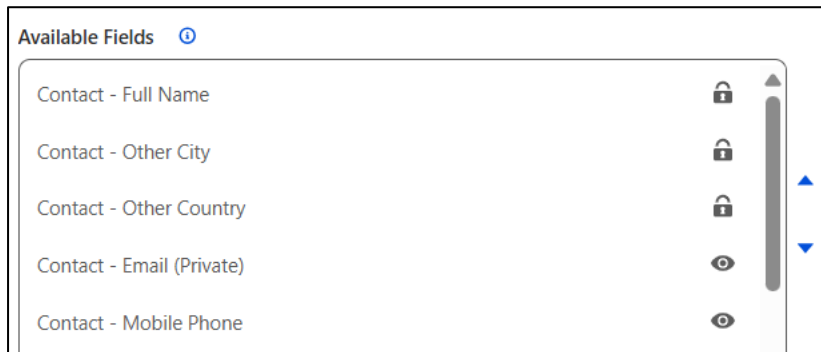 Available Fields
Contact - Full Name
Contact - Other City
Contact - Other Country
Contact - Email (Private)
Contact - Mobile Phone